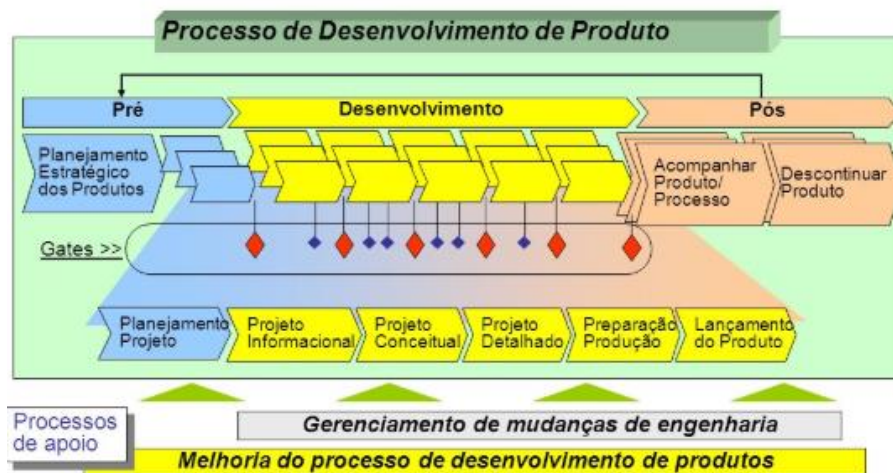 Processo de Desenvolvimento de Produto
Pré
Desenvolvimento
Pós
Planejamento
Estratégico
dos Produtos
Acompanhar
Produto/
Processo
Descontinuar
Produto
Gates >>
Planejamento
Projeto
Projeto
Informacional
Projeto
Conceitual
Projeto
Detalhado
Preparação
Produção
Lançamento
do Produto
Processos
de apoio
Gerenciamento de mudanças de engenharia
Melhoria do processo de desenvolvimento de produtos